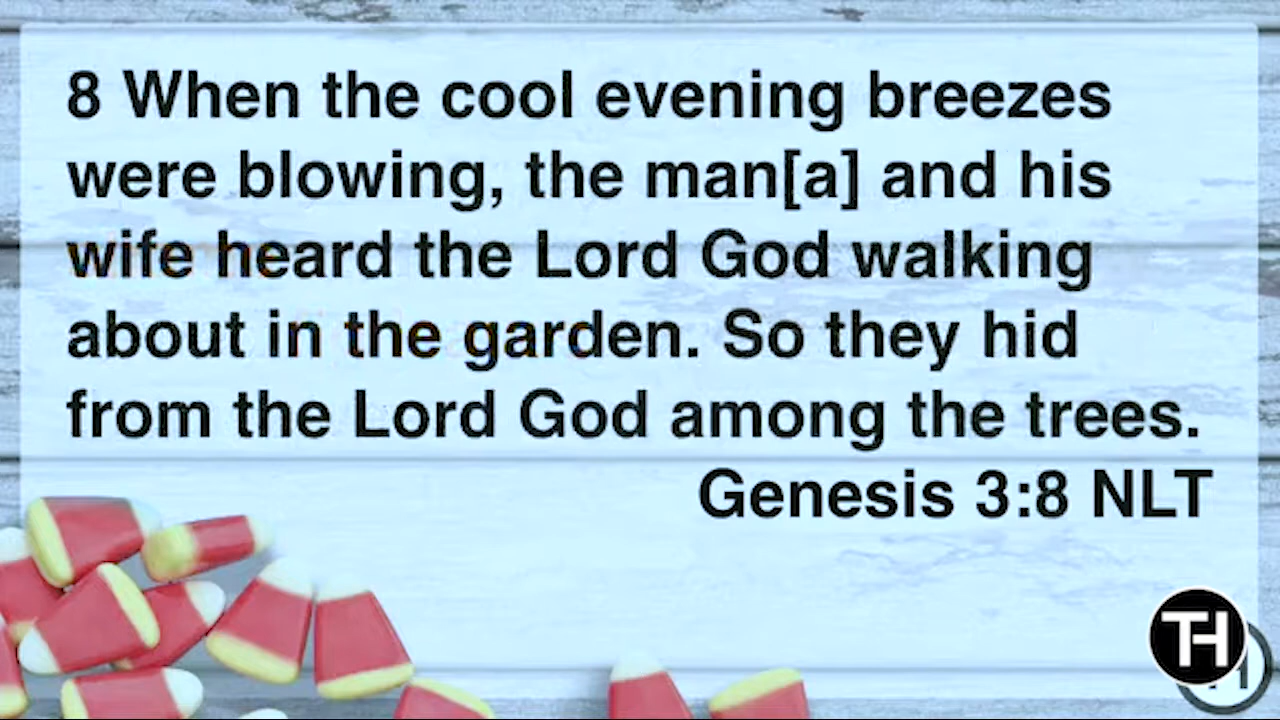 8 When the cool evening breezes
were blowing, the man[a] and his
wife heard the Lord God walking
about in the garden. So they hid
from the Lord God among the trees.
Genesis 3:8 NLT
TH